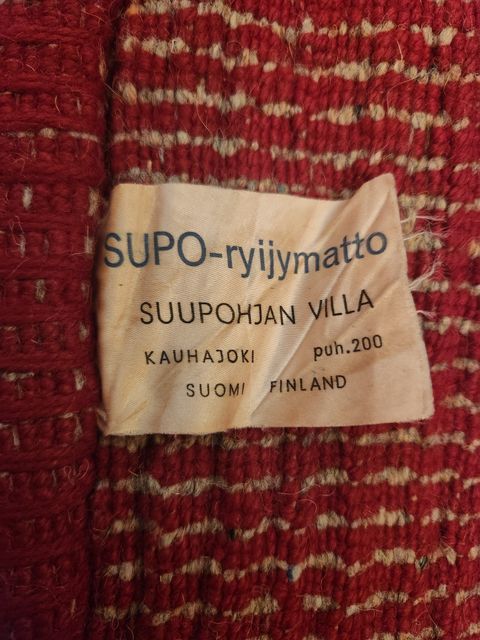 SUPO-ryijymatto
SUUPOHJAN VILLA
KAUHAJOKI puh.200
SUOMI FINLAND